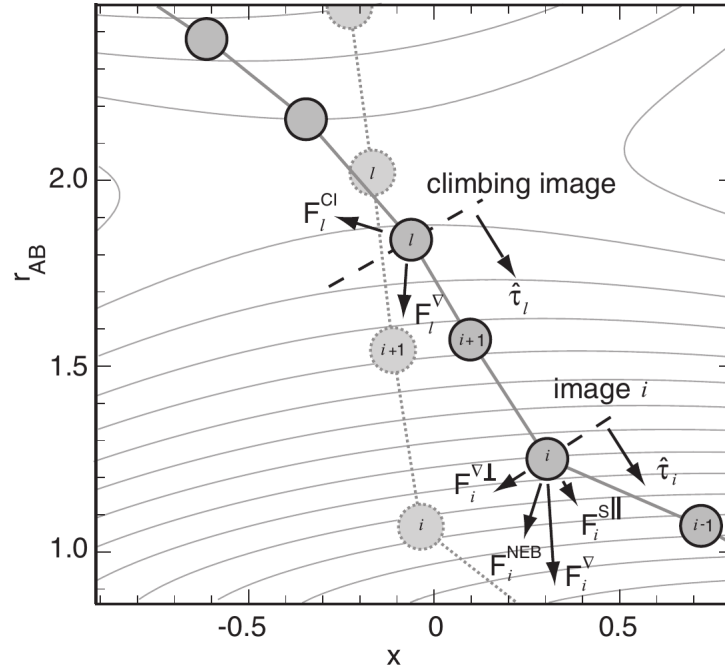 l
2.0
climbing image
F_l^CI
l
r_AB
τ̂_l
F_l^∇
i+1
i+1
1.5
image i
i
τ̂_i
F_i^∇⊥
F_i^S||
i
i-1
F_i^NEB
F_i^∇
1.0
-0.5
0
0.5
x